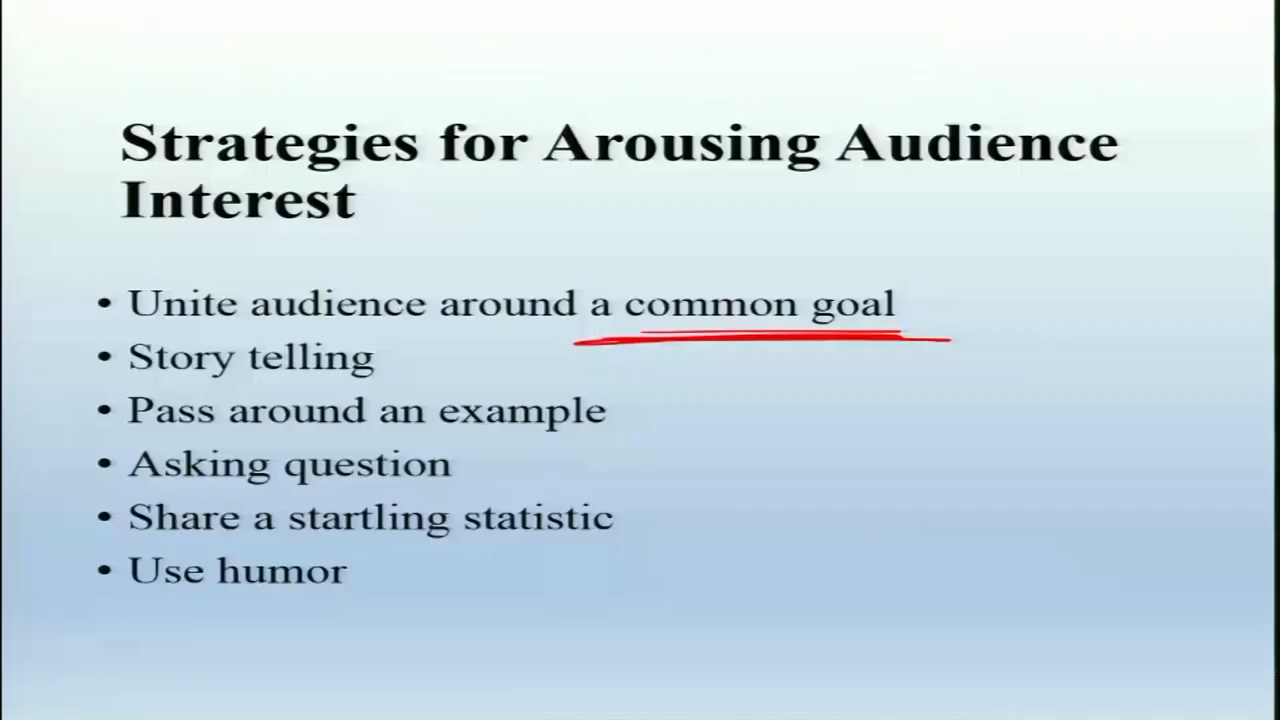 Strategies for Arousing Audience
Interest
• Unite audience around a common goal
• Story telling
• Pass around an example
• Asking question
• Share a startling statistic
• Use humor